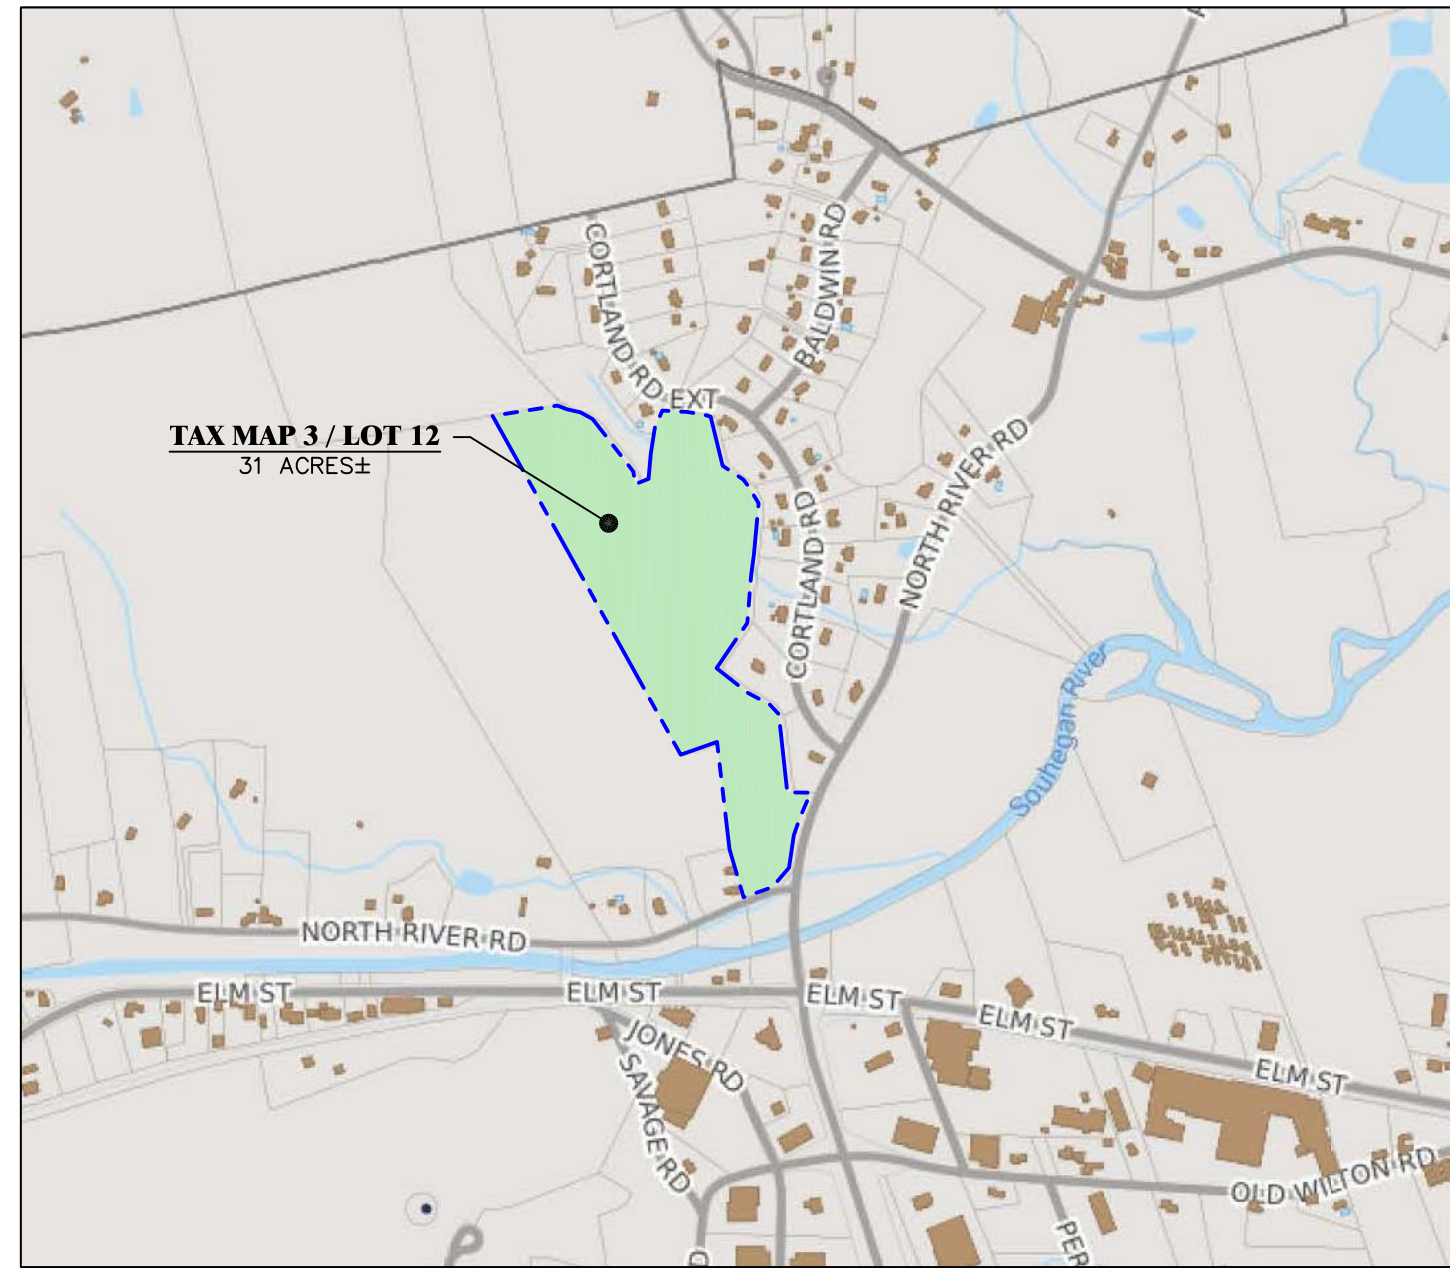 CORTLAND RD EXT
BALDWIN RD
TAX MAP 3 / LOT 12
31 ACRES±
NORTH RIVER RD
CORTLAND RD
Souhegan River
NORTH RIVER RD
ELM ST
ELM ST
ELM ST
ELM ST
ELM ST
JONES RD
SAVAGE RD
OLD WILTON RD
PER
D